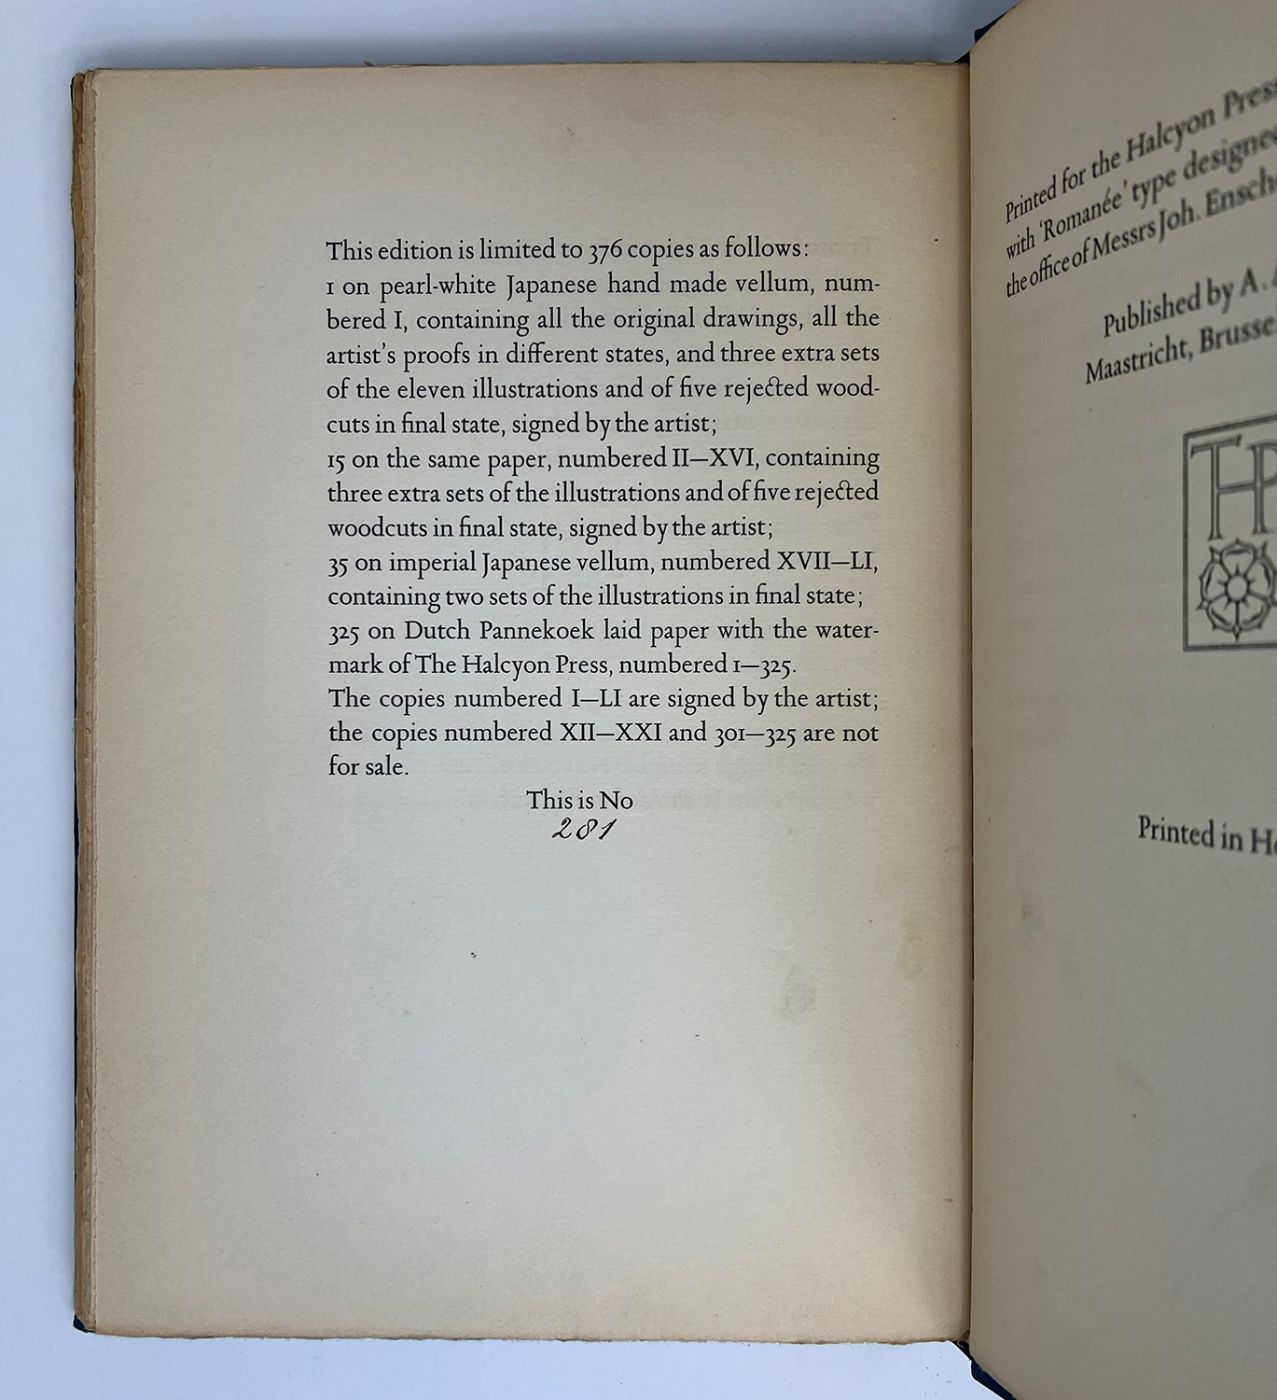 This edition is limited to 376 copies as follows:
1 on pearl-white Japanese hand made vellum, num-
bered I, containing all the original drawings, all the
artist's proofs in different states, and three extra sets
of the eleven illustrations and of five rejected wood-
cuts in final state, signed by the artist;
15 on the same paper, numbered II—XVI, containing
three extra sets of the illustrations and of five rejected
woodcuts in final state, signed by the artist;
35 on imperial Japanese vellum, numbered XVII—LI,
containing two sets of the illustrations in final state;
325 on Dutch Pannekoek laid paper with the water-
mark of The Halcyon Press, numbered 1—325.
The copies numbered I—LI are signed by the artist;
the copies numbered XII—XXI and 301—325 are not
for sale.
This is No
281
Printed for the Halcyon Press
with 'Romanée' type designed
the office of Messrs Joh.
Published by A.
Maastricht,
HP
Printed in